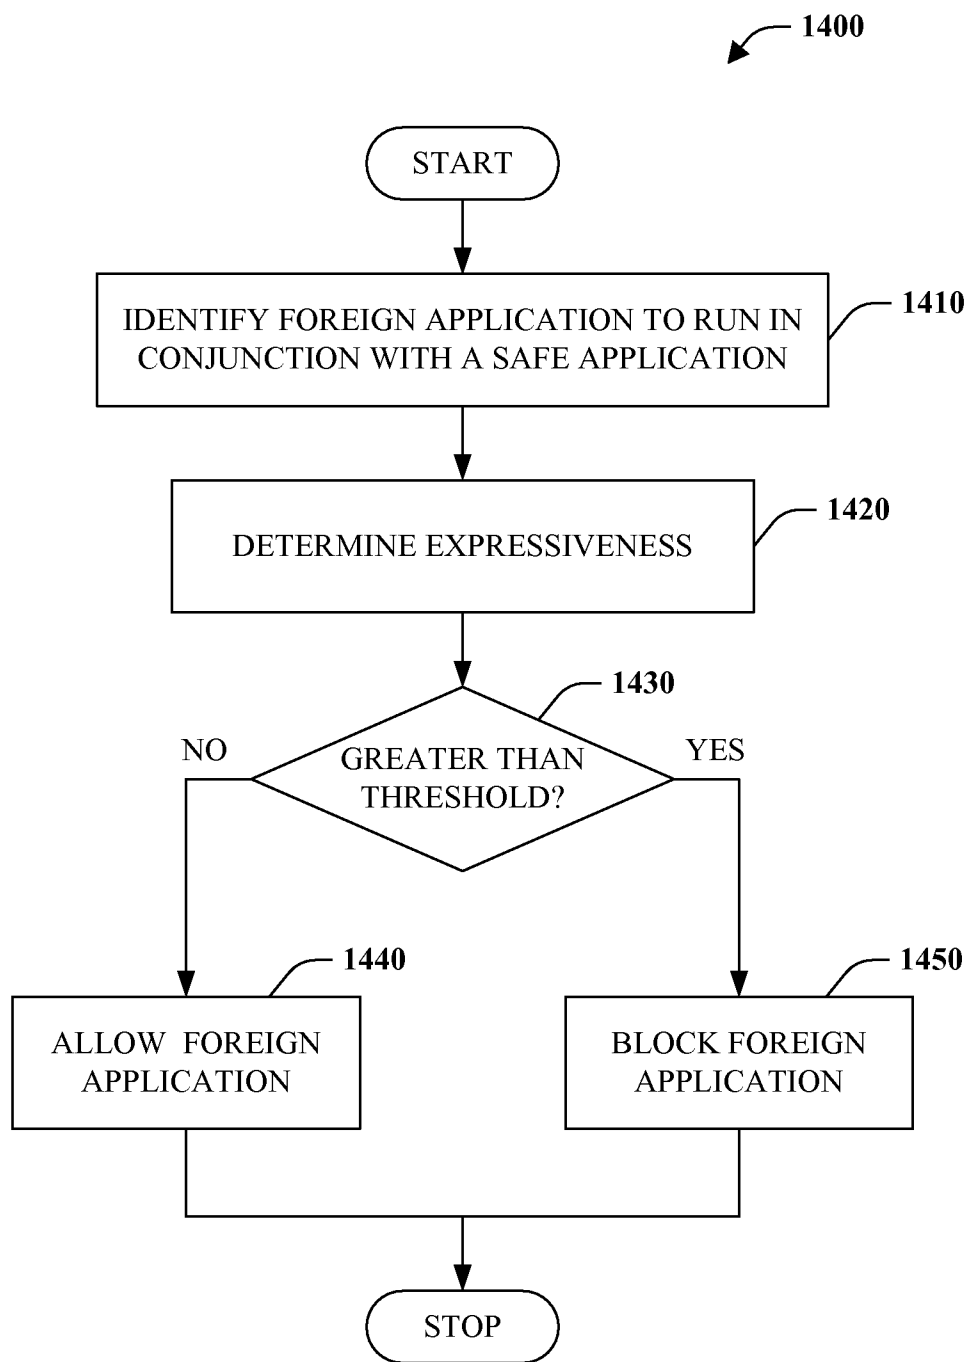 1400
START
IDENTIFY FOREIGN APPLICATION TO RUN IN
CONJUNCTION WITH A SAFE APPLICATION
1410
DETERMINE EXPRESSIVENESS
1420
1430
NO
GREATER THAN
THRESHOLD?
YES
1440
ALLOW FOREIGN
APPLICATION
1450
BLOCK FOREIGN
APPLICATION
STOP